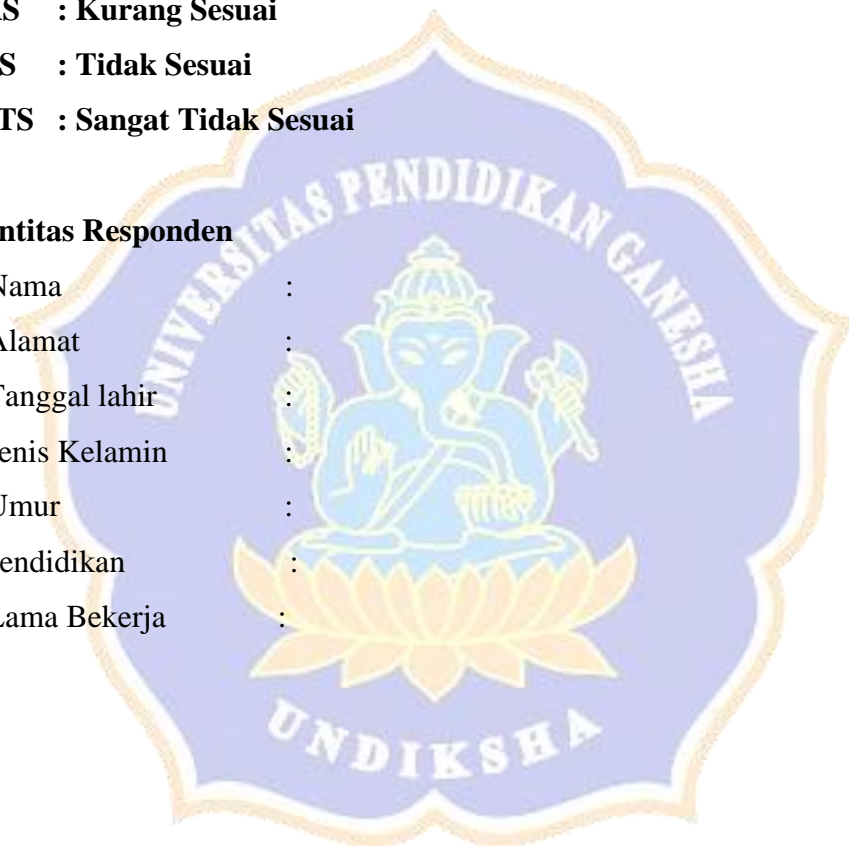 S : Kurang Sesuai
S : Tidak Sesuai
TS : Sangat Tidak Sesuai
ntitas Responden
Nama :
Alamat :
Tanggal lahir :
enis Kelamin :
Umur :
endidikan :
Lama Bekerja :
UNIVERSITAS PENDIDIKAN GANESHA
UNDIKSHA